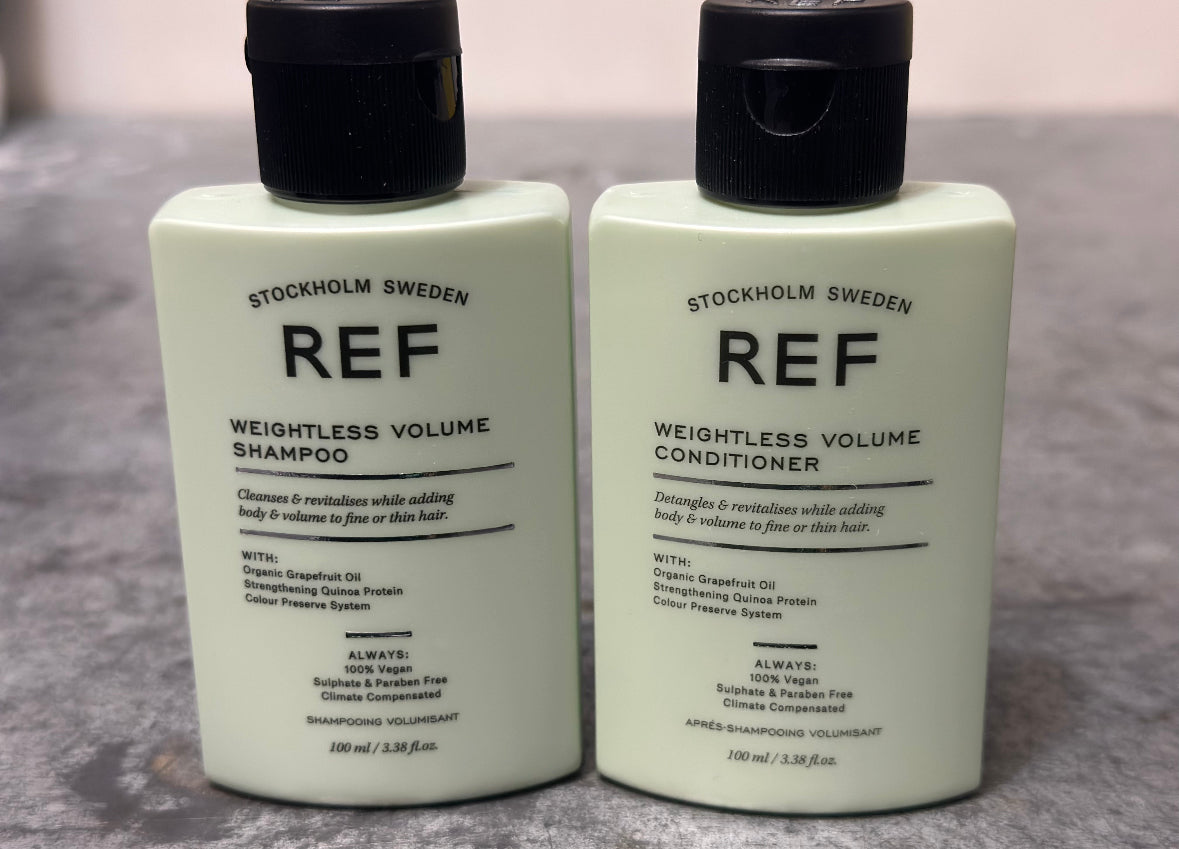 STOCKHOLM SWEDEN
REF
WEIGHTLESS VOLUME
SHAMPOO
Cleanses & revitalises while adding
body & volume to fine or thin hair.
WITH:
Organic Grapefruit Oil
Strengthening Quinoa Protein
Colour Preserve System
ALWAYS:
100% Vegan
Sulphate & Paraben Free
Climate Compensated
SHAMPOOING VOLUMISANT
100 ml / 3.38 fl.oz.
STOCKHOLM SWEDEN
REF
WEIGHTLESS VOLUME
CONDITIONER
Detangles & revitalises while adding
body & volume to fine or thin hair.
WITH:
Organic Grapefruit Oil
Strengthening Quinoa Protein
Colour Preserve System
ALWAYS:
100% Vegan
Sulphate & Paraben Free
Climate Compensated
APRÉS-SHAMPOOING VOLUMISANT
100 ml / 3.38 fl.oz.